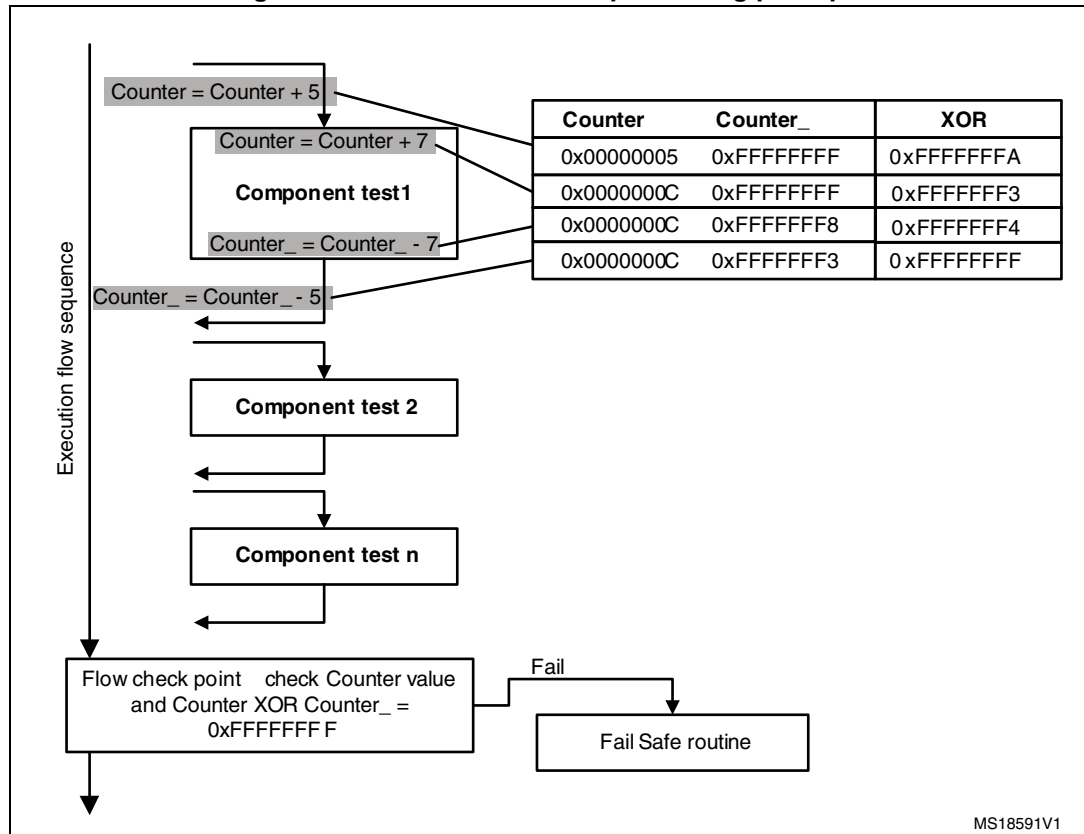 Counter = Counter + 5
Counter = Counter + 7
Component test1
Counter_ = Counter_ - 7
Counter_ = Counter_ - 5
Counter Counter_ XOR
0x00000005 0xFFFFFFFF 0xFFFFFFFA
0x0000000C 0xFFFFFFFF 0xFFFFFFF3
0x0000000C 0xFFFFFFF8 0xFFFFFFF4
0x0000000C 0xFFFFFFF3 0xFFFFFFFF
Execution flow sequence
Component test 2
Component test n
Flow check point check Counter value
and Counter XOR Counter_ =
0xFFFFFFF F
Fail
Fail Safe routine
MS18591V1